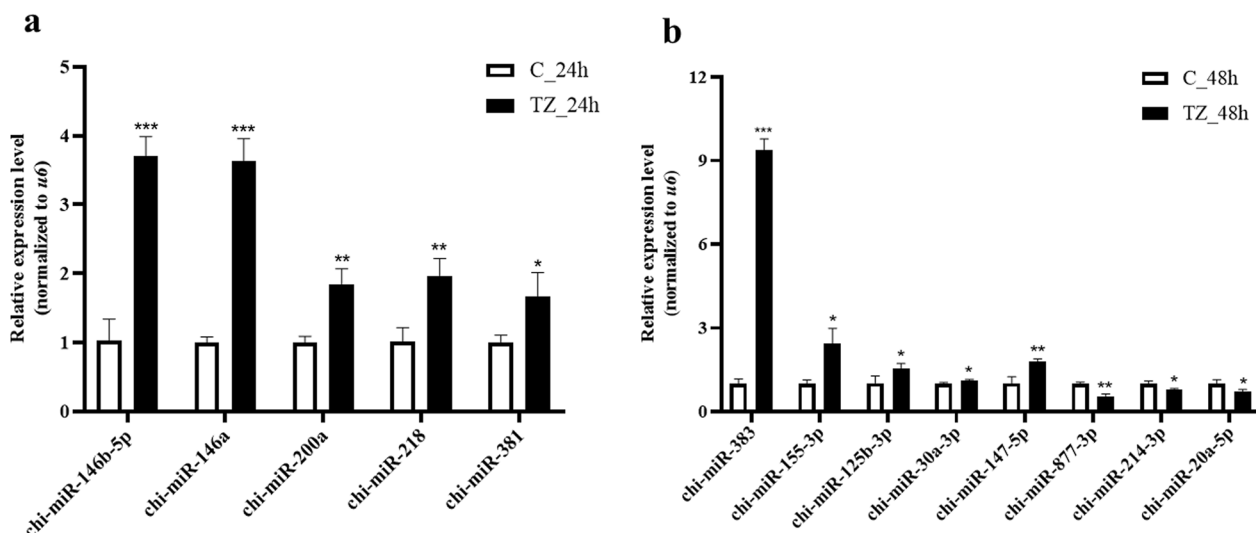 a
C_24h
TZ_24h
Relative expression level
(normalized to u6)
5
4
3
2
1
0
***
***
**
**
*
chi-miR-146b-5p
chi-miR-146a
chi-miR-200a
chi-miR-218
chi-miR-381
b
C_48h
TZ_48h
Relative expression level
(normalized to u6)
12
9
6
3
0
***
*
*
*
**
**
*
*
chi-miR-383
chi-miR-155-3p
chi-miR-125b-3p
chi-miR-30a-3p
chi-miR-147-5p
chi-miR-877-3p
chi-miR-214-3p
chi-miR-20a-5p